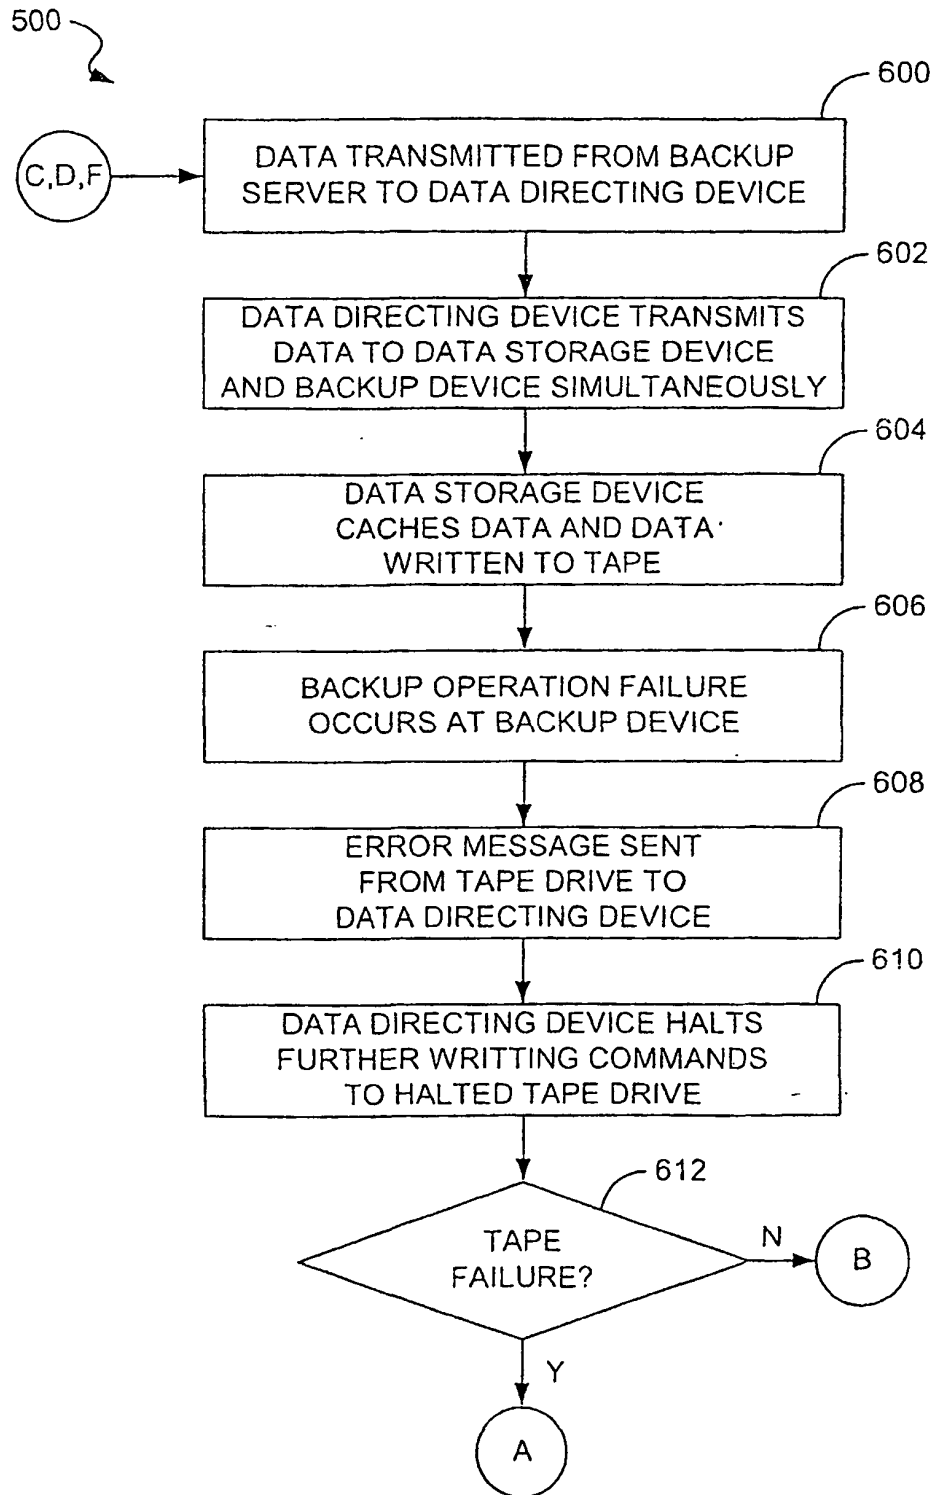 500
600
C,D,F
DATA TRANSMITTED FROM BACKUP
SERVER TO DATA DIRECTING DEVICE
602
DATA DIRECTING DEVICE TRANSMITS
DATA TO DATA STORAGE DEVICE
AND BACKUP DEVICE SIMULTANEOUSLY
604
DATA STORAGE DEVICE
CACHES DATA AND DATA
WRITTEN TO TAPE
606
BACKUP OPERATION FAILURE
OCCURS AT BACKUP DEVICE
608
ERROR MESSAGE SENT
FROM TAPE DRIVE TO
DATA DIRECTING DEVICE
610
DATA DIRECTING DEVICE HALTS
FURTHER WRITTING COMMANDS
TO HALTED TAPE DRIVE
612
TAPE
FAILURE?
N
B
Y
A